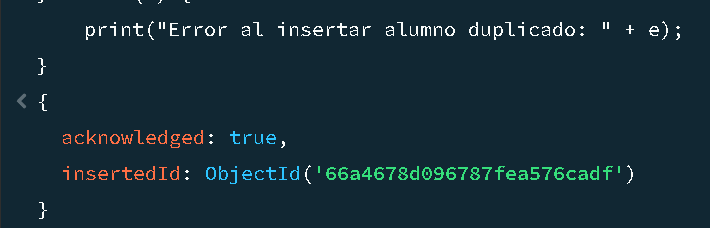 print("Error al insertar alumno duplicado: " + e);
}
{
acknowledged: true,
insertedId: ObjectId('66a4678d096787fea576cadf')
}